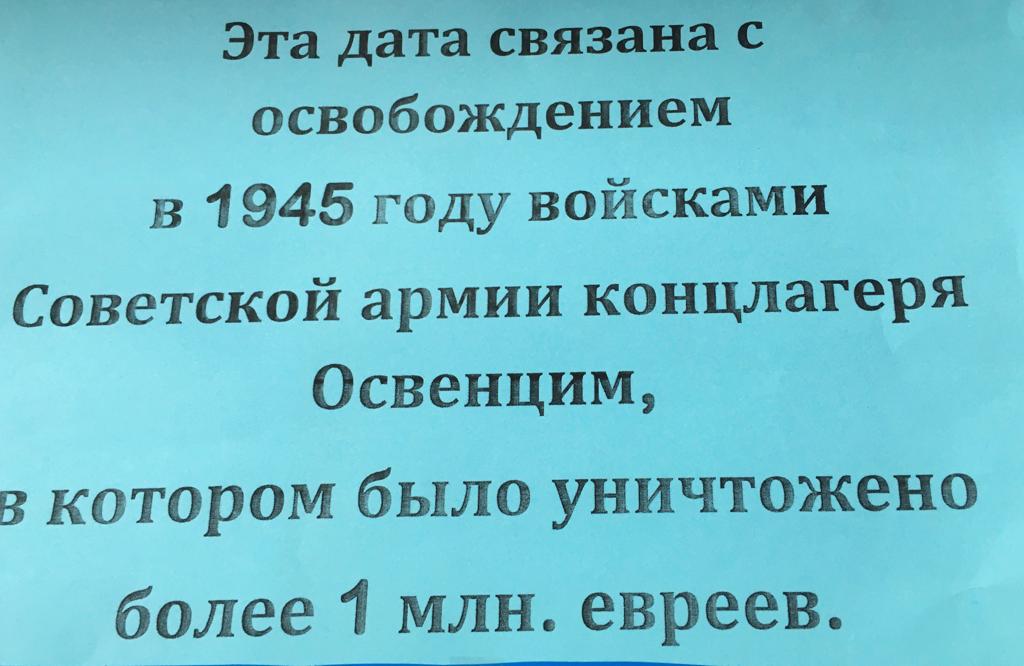 Эта дата связана с
освобождением
в 1945 году войсками
Советской армии концлагеря
Освенцим,
в котором было уничтожено
более 1 млн. евреев.